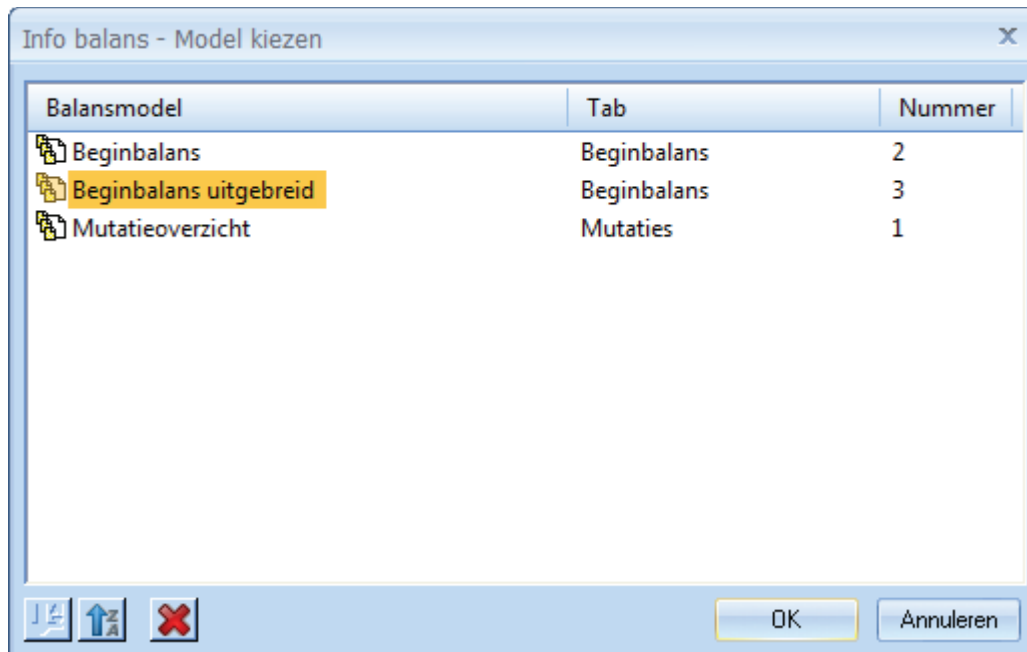 Info balans - Model kiezen
Balansmodel Tab Nummer
Beginbalans Beginbalans 2
Beginbalans uitgebreid Beginbalans 3
Mutatieoverzicht Mutaties 1
Z
A
OK Annuleren